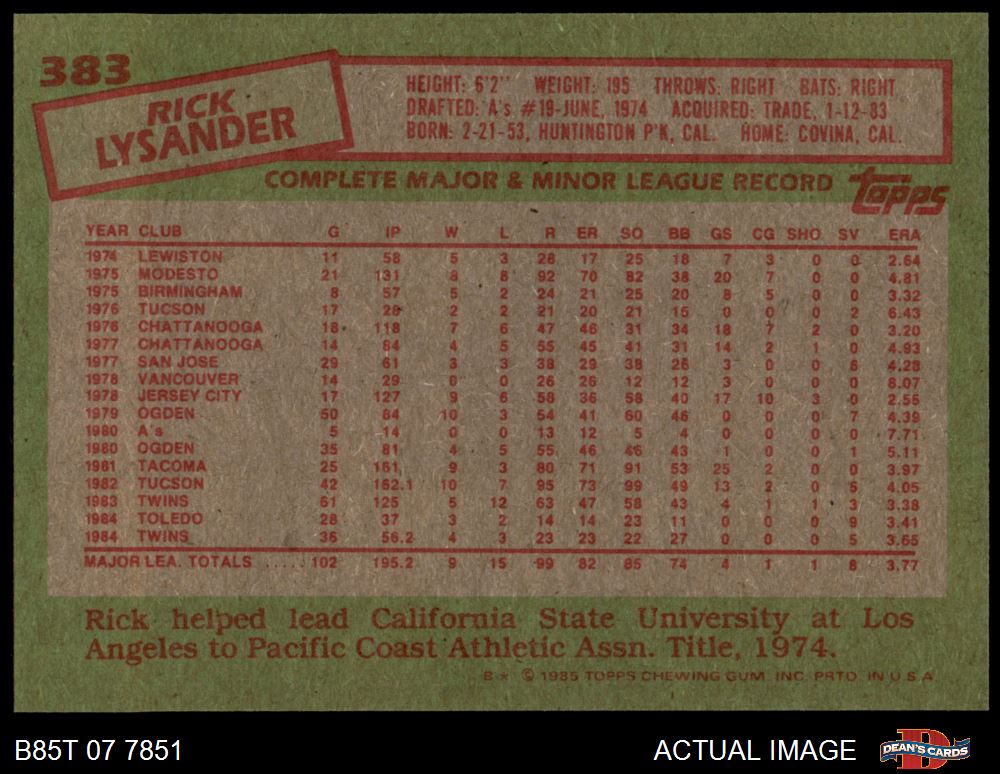 383
RICK
LYSANDER
HEIGHT: 6'2" WEIGHT: 195 THROWS: RIGHT BATS: RIGHT
DRAFTED: A's #19-JUNE, 1974 ACQUIRED: TRADE, 1-12-83
BORN: 2-21-53, HUNTINGTON P'K, CAL. HOME: COVINA, CAL.
COMPLETE MAJOR & MINOR LEAGUE RECORD topps
YEAR CLUB G IP W L R ER SO BB GS CG SHO SV ERA
1974 LEWISTON 11 58 5 3 28 17 25 18 7 3 0 0 2.64
1975 MODESTO 21 131 8 8 92 70 82 38 20 7 0 0 4.81
1975 BIRMINGHAM 8 57 5 2 24 21 25 20 8 5 0 0 3.32
1976 TUCSON 17 28 2 2 21 20 21 15 0 0 0 2 6.43
1976 CHATTANOOGA 18 118 7 6 47 46 31 34 18 7 2 0 3.20
1977 CHATTANOOGA 14 84 4 5 55 45 41 31 14 2 1 0 4.93
1977 SAN JOSE 29 61 3 3 38 29 38 26 3 0 0 6 4.28
1978 VANCOUVER 14 29 0 0 26 26 12 12 3 0 0 0 8.07
1978 JERSEY CITY 17 127 9 6 58 36 58 40 17 10 3 0 2.56
1979 OGDEN 50 84 10 3 54 41 60 46 0 0 0 7 4.39
1980 A's 5 14 0 0 13 12 5 4 0 0 0 0 7.71
1980 OGDEN 35 81 4 5 55 46 46 43 1 0 0 1 5.11
1981 TACOMA 25 161 9 3 80 71 91 53 25 2 0 0 3.97
1982 TUCSON 42 162.1 10 7 95 73 99 49 13 2 0 5 4.05
1983 TWINS 61 125 5 12 63 47 58 43 4 1 1 3 3.38
1984 TOLEDO 28 37 3 2 14 14 23 11 0 0 0 9 3.41
1984 TWINS 36 56.2 4 3 23 23 22 27 0 0 0 5 3.65
MAJOR LEA. TOTALS ..... 102 195.2 9 15 99 82 85 74 4 1 1 8 3.77
Rick helped lead California State University at Los
Angeles to Pacific Coast Athletic Assn. Title, 1974.
B* © 1985 TOPPS CHEWING GUM, INC. PRTD. IN U.S.A.
B85T 07 7851 ACTUAL IMAGE DEAN'S CARDS